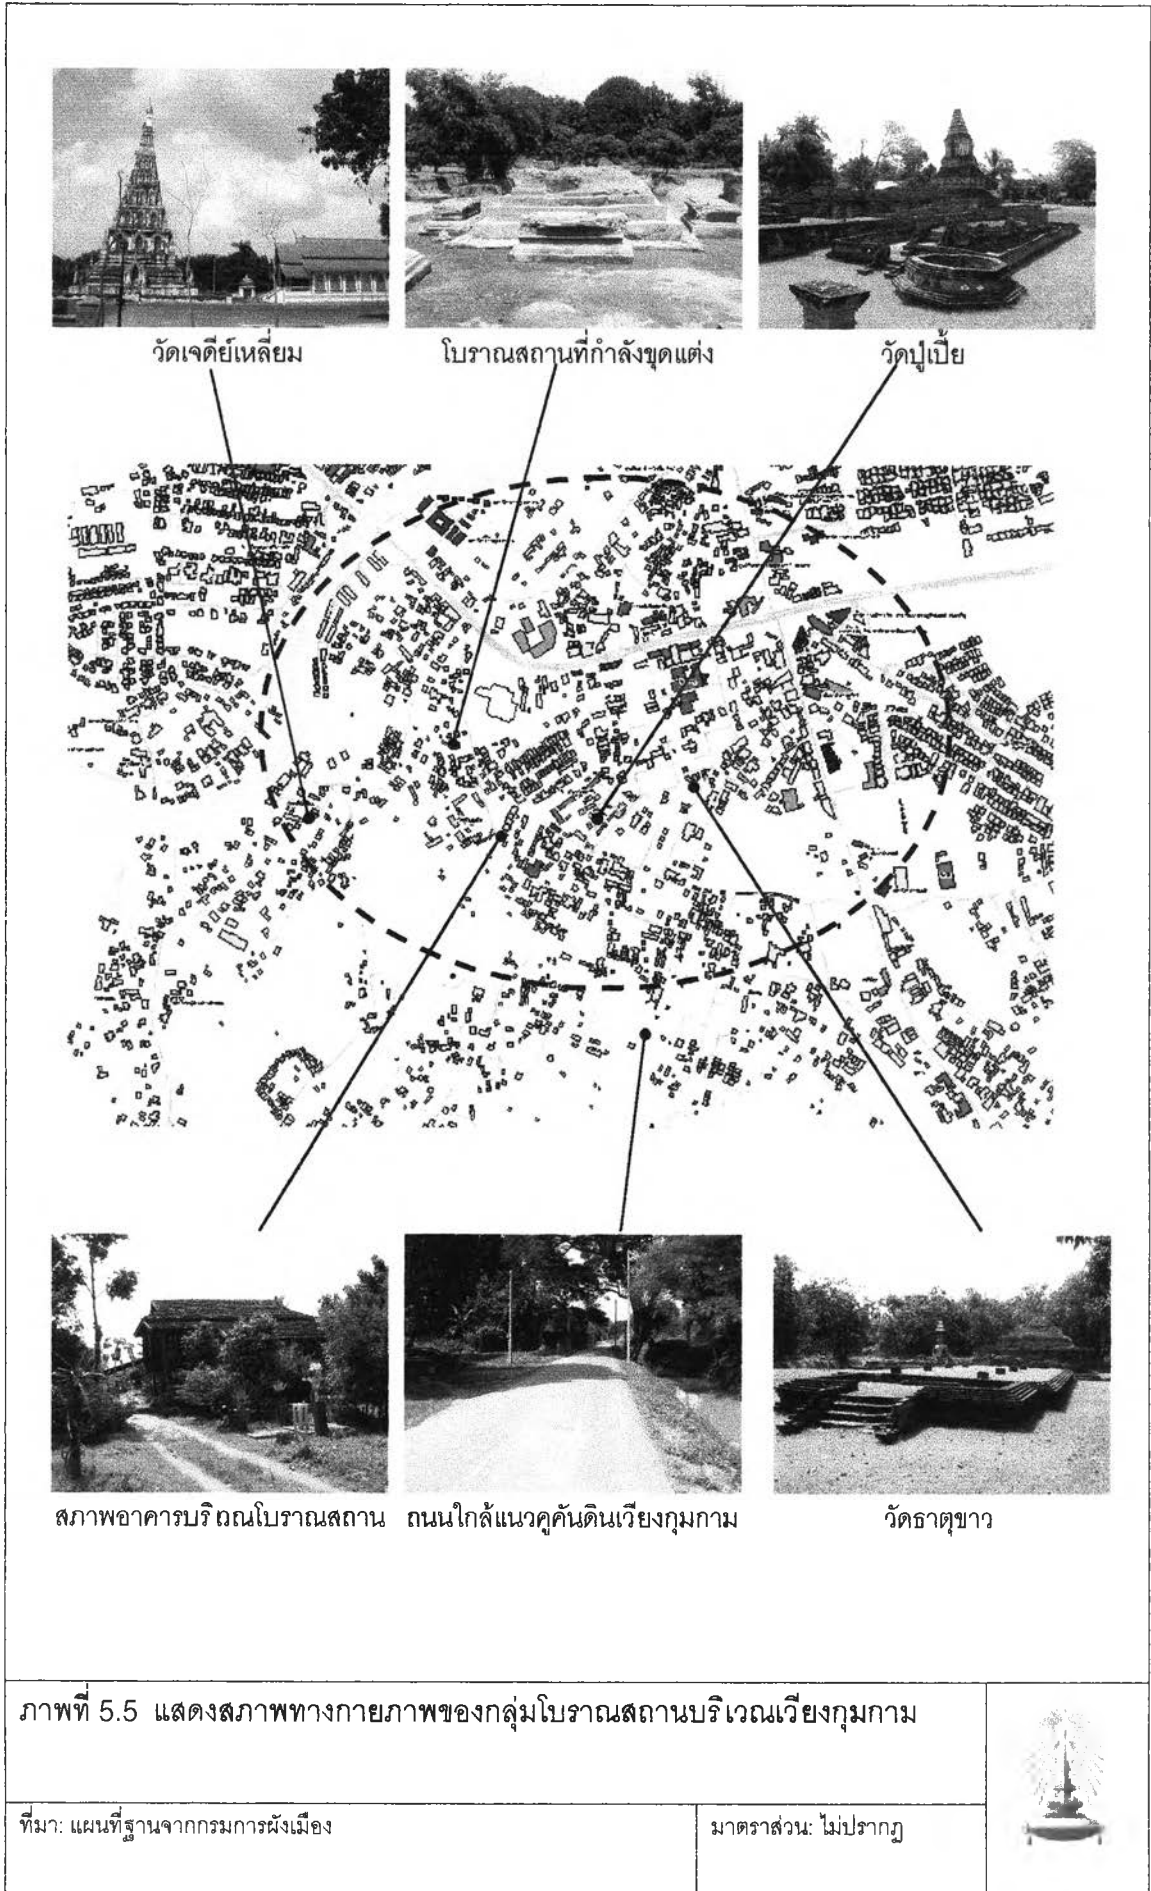 วัดเจดีย์เหลี่ยม
โบราณสถานที่กำลังขุดแต่ง
วัดปู่เปี้ย
สภาพอาคารบริเวณโบราณสถาน
ถนนใกล้แนวคูคันดินเวียงกุมกาม
วัดธาตุขาว
ภาพที่ 5.5 แสดงสภาพทางกายภาพของกลุ่มโบราณสถานบริเวณเวียงกุมกาม
ที่มา: แผนที่ฐานจากกรมการผังเมือง
มาตราส่วน: ไม่ปรากฏ